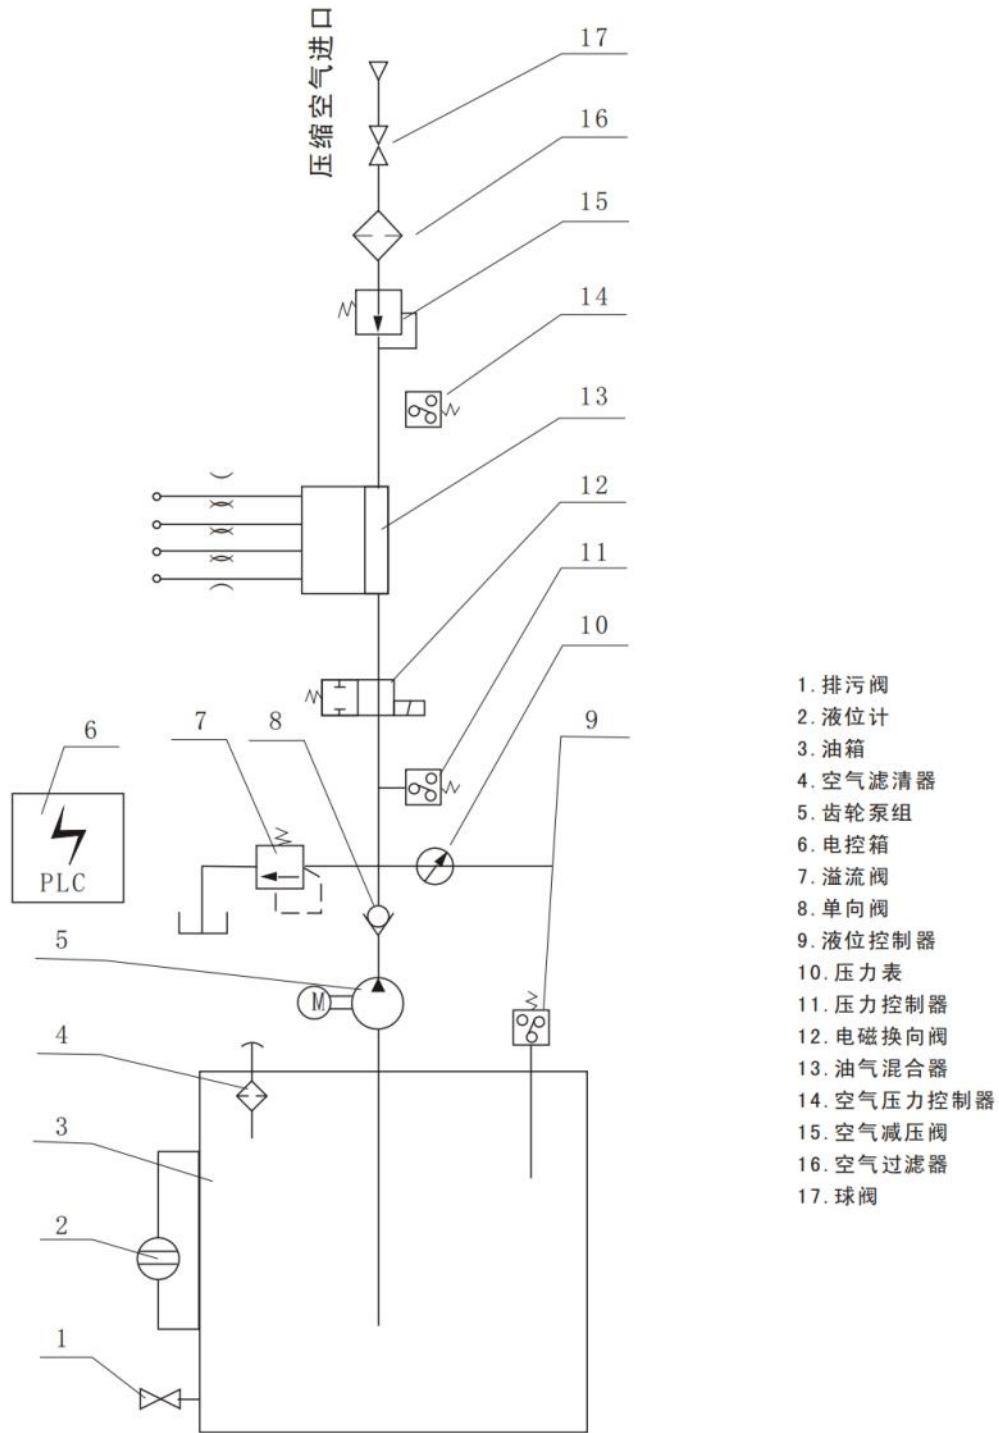 压缩空气进口
17
16
15
14
13
12
11
10
9
8
7
6
PLC
M
5
4
3
2
1
1.排污阀
2.液位计
3.油箱
4.空气滤清器
5.齿轮泵组
6.电控箱
7.溢流阀
8.单向阀
9.液位控制器
10.压力表
11.压力控制器
12.电磁换向阀
13.油气混合器
14.空气压力控制器
15.空气减压阀
16.空气过滤器
17.球阀